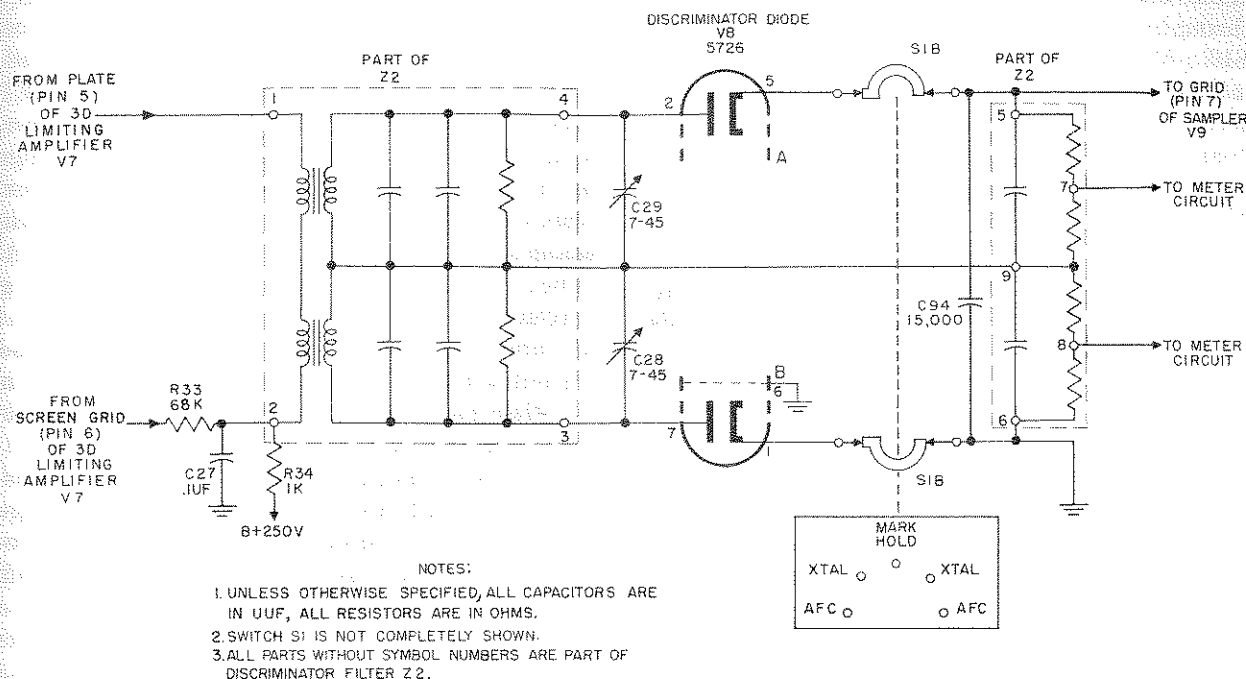 DISCRIMINATOR DIODE
V8
5726
S1B
PART OF
Z2
PART OF
Z2
FROM PLATE
(PIN 5)
OF 3D
LIMITING
AMPLIFIER
V7
1
4
2
5
A
5
TO GRID
(PIN 7)
OF SAMPLER
V9
7
TO METER
CIRCUIT
C29
7-45
9
C94
15,000
C28
7-45
8
TO METER
CIRCUIT
B
6
FROM
SCREEN GRID
(PIN 6)
OF 3D
LIMITING
AMPLIFIER
V7
R33
68K
2
3
7
1
6
C27
.1UF
R34
1K
B+250V
S1B
MARK
HOLD
XTAL
XTAL
AFC
AFC
NOTES:
1. UNLESS OTHERWISE SPECIFIED, ALL CAPACITORS ARE
IN UUF, ALL RESISTORS ARE IN OHMS.
2. SWITCH S1 IS NOT COMPLETELY SHOWN.
3. ALL PARTS WITHOUT SYMBOL NUMBERS ARE PART OF
DISCRIMINATOR FILTER Z2.